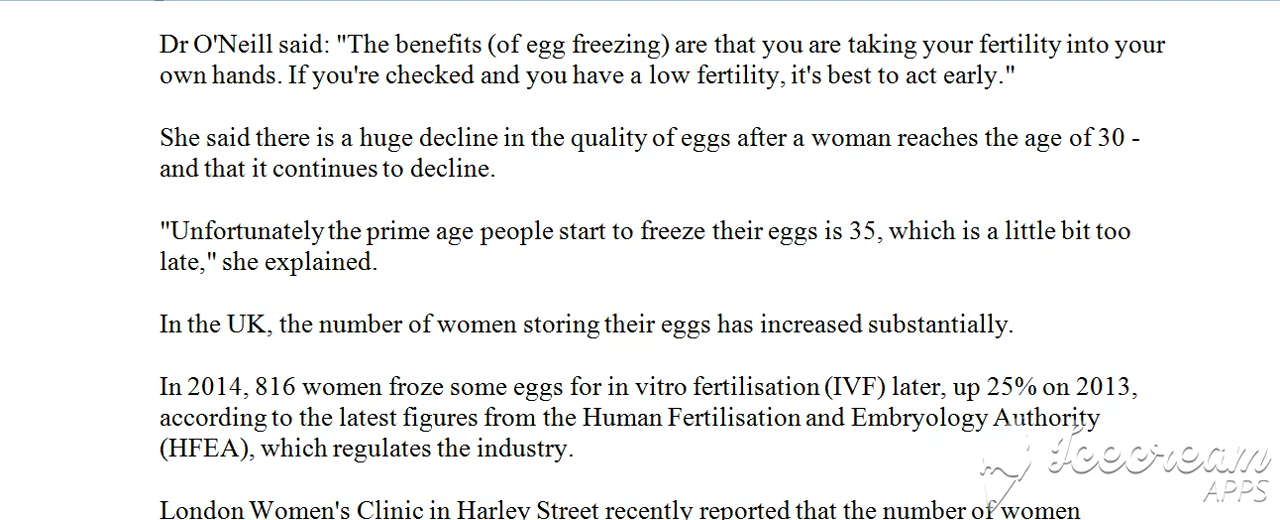 Dr O'Neill said: "The benefits (of egg freezing) are that you are taking your fertility into your
own hands. If you're checked and you have a low fertility, it's best to act early."
She said there is a huge decline in the quality of eggs after a woman reaches the age of 30 -
and that it continues to decline.
"Unfortunately the prime age people start to freeze their eggs is 35, which is a little bit too
late," she explained.
In the UK, the number of women storing their eggs has increased substantially.
In 2014, 816 women froze some eggs for in vitro fertilisation (IVF) later, up 25% on 2013,
according to the latest figures from the Human Fertilisation and Embryology Authority
(HFEA), which regulates the industry.
Icecream
APPS
London Women's Clinic in Harley Street recently reported that the number of women